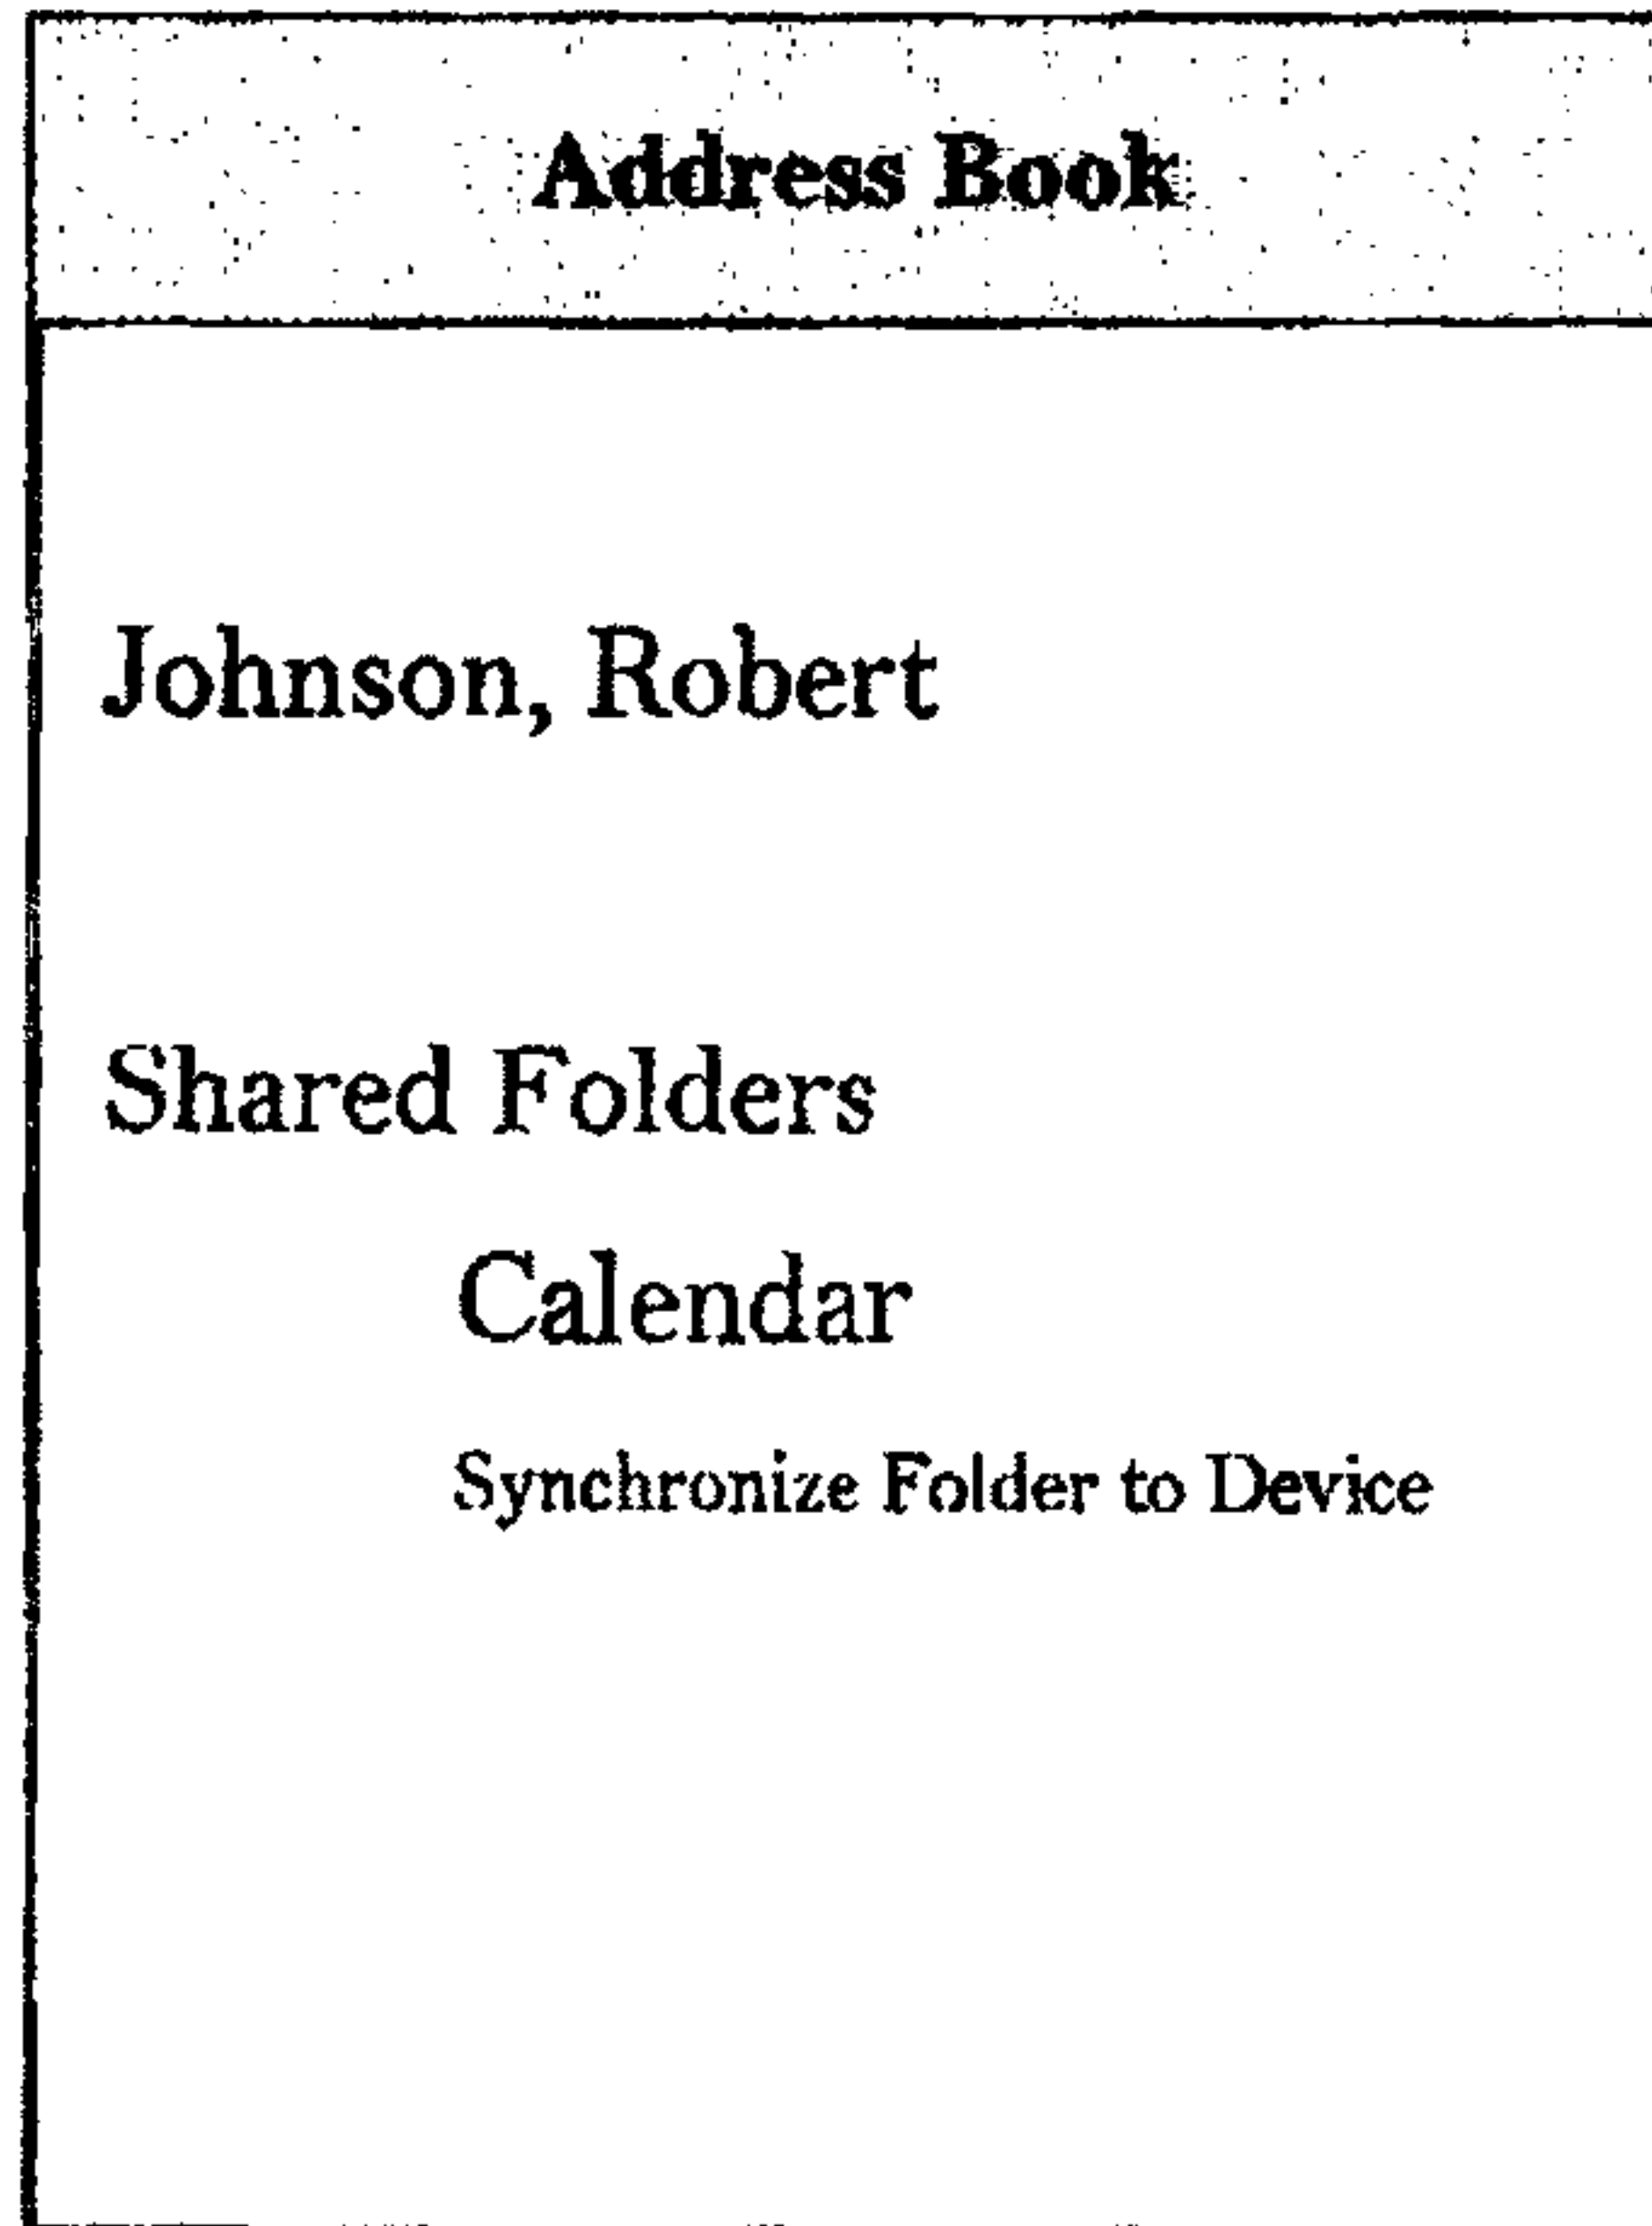 Address Book
Johnson, Robert
Shared Folders
Calendar
Synchronize Folder to Device